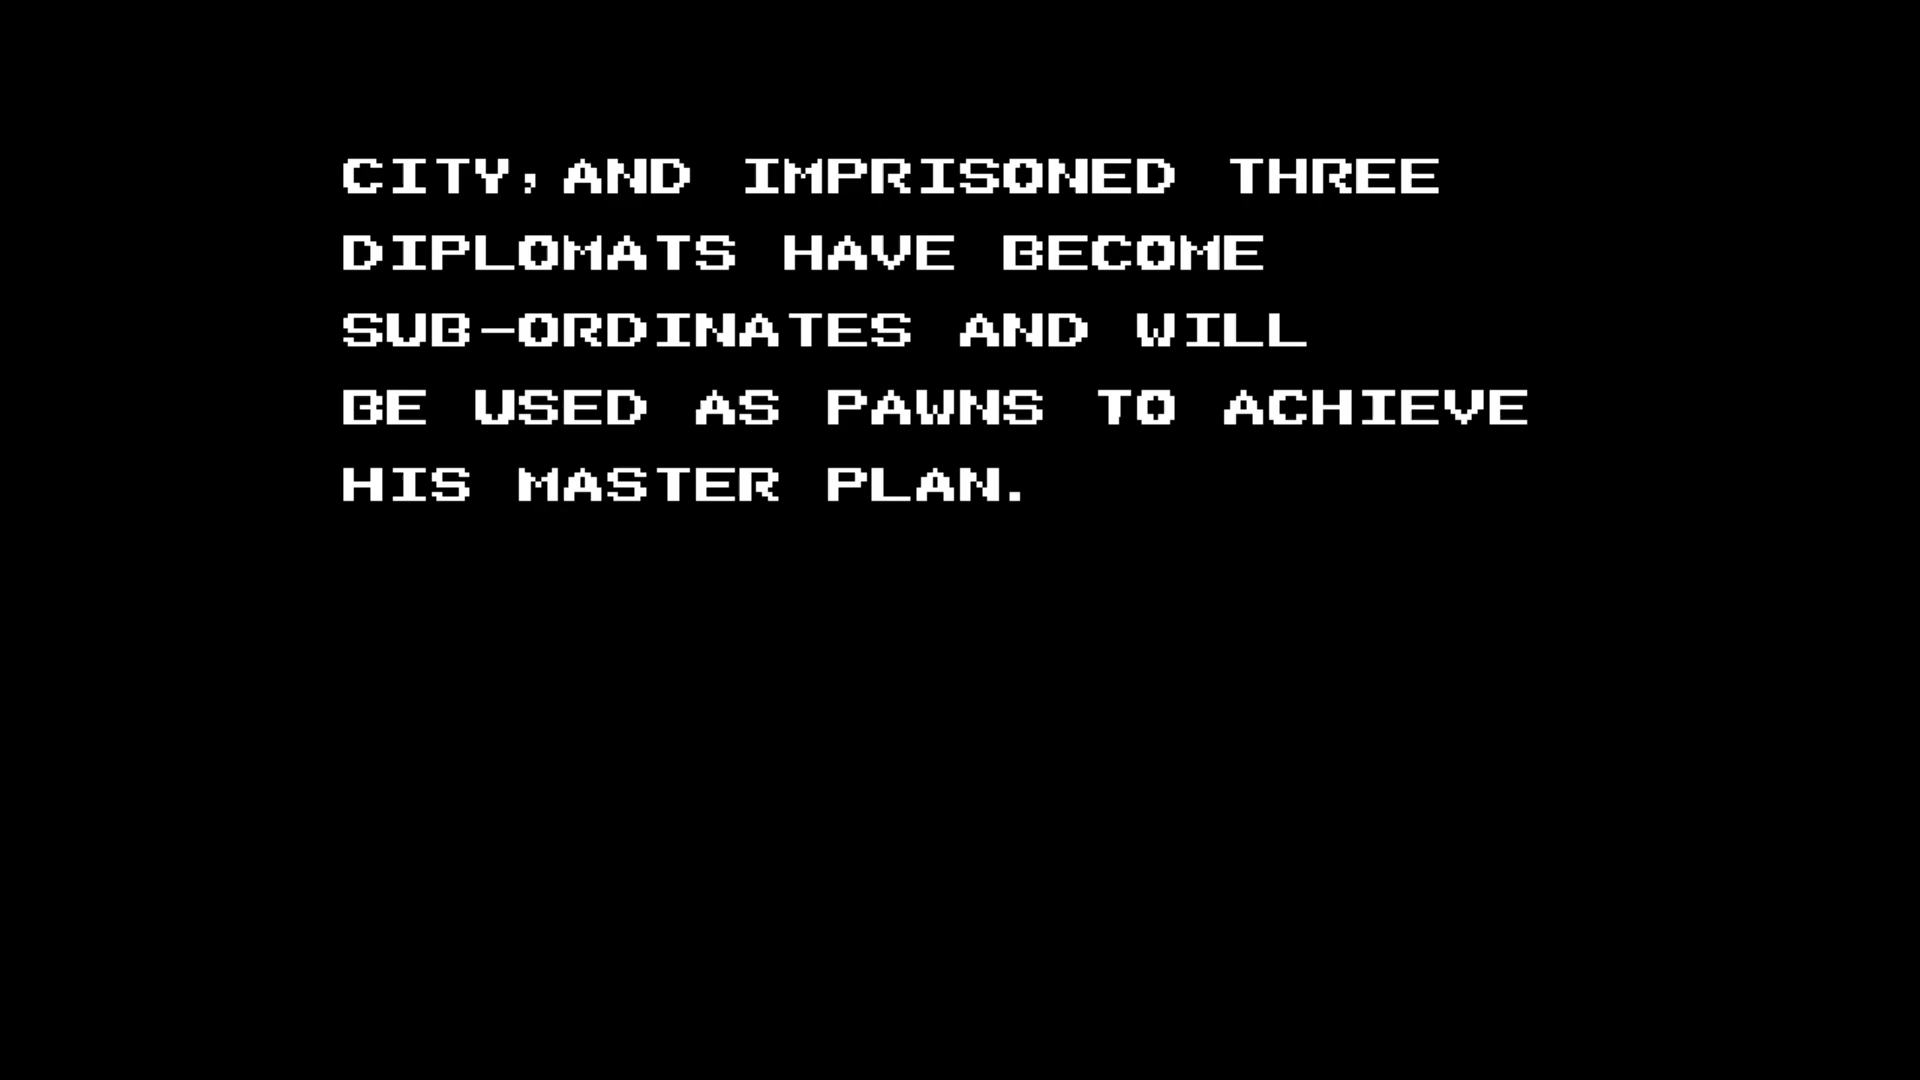 CITY,AND IMPRISONED THREE
DIPLOMATS HAVE BECOME
SUB-ORDINATES AND WILL
BE USED AS PAWNS TO ACHIEVE
HIS MASTER PLAN.